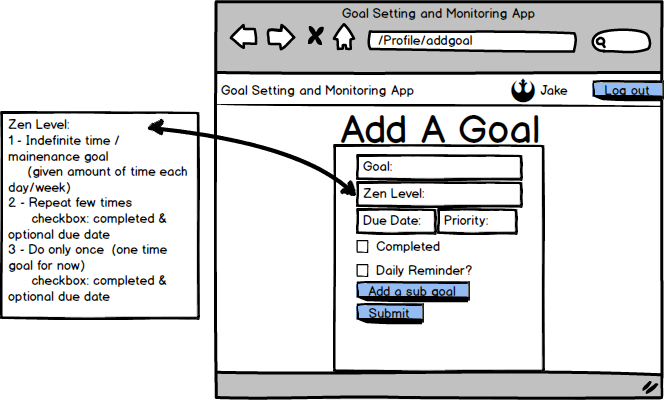 Goal Setting and Monitoring App
/Profile/addgoal
Goal Setting and Monitoring App
Jake
Log out
Add A Goal
Zen Level:
1 - Indefinite time /
mainenance goal
(given amount of time each
day/week)
2 - Repeat few times
checkbox: completed &
optional due date
3 - Do only once (one time
goal for now)
checkbox: completed &
optional due date
Goal:
Zen Level:
Due Date: Priority:
Completed
Daily Reminder?
Add a sub goal
Submit